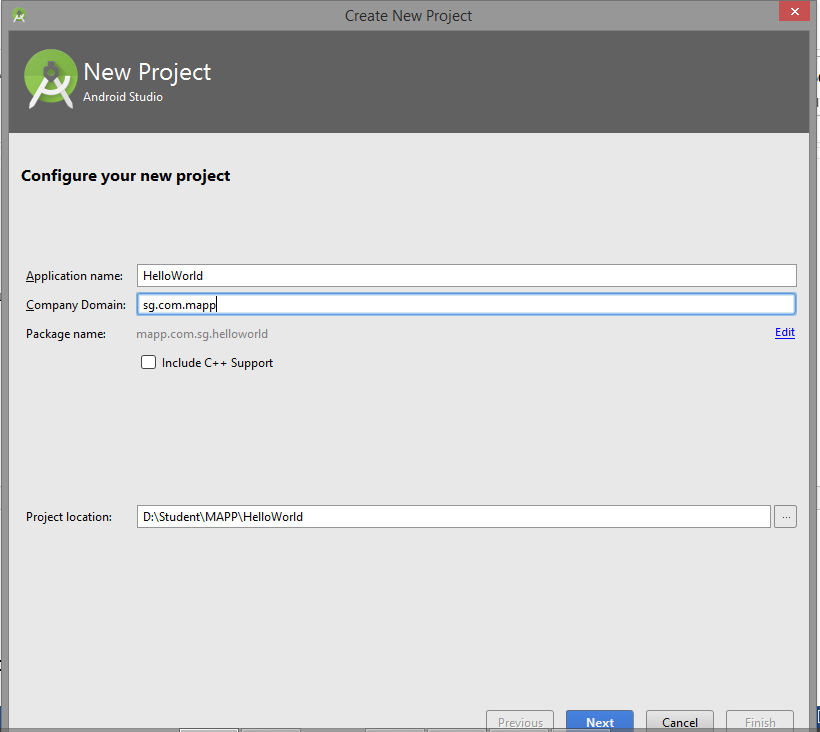 Create New Project
New Project
Android Studio
Configure your new project
Application name: HelloWorld
Company Domain: sg.com.mapp
Package name: mapp.com.sg.helloworld Edit
Include C++ Support
Project location: D:\Student\MAPP\HelloWorld ...
Previous Next Cancel Finish